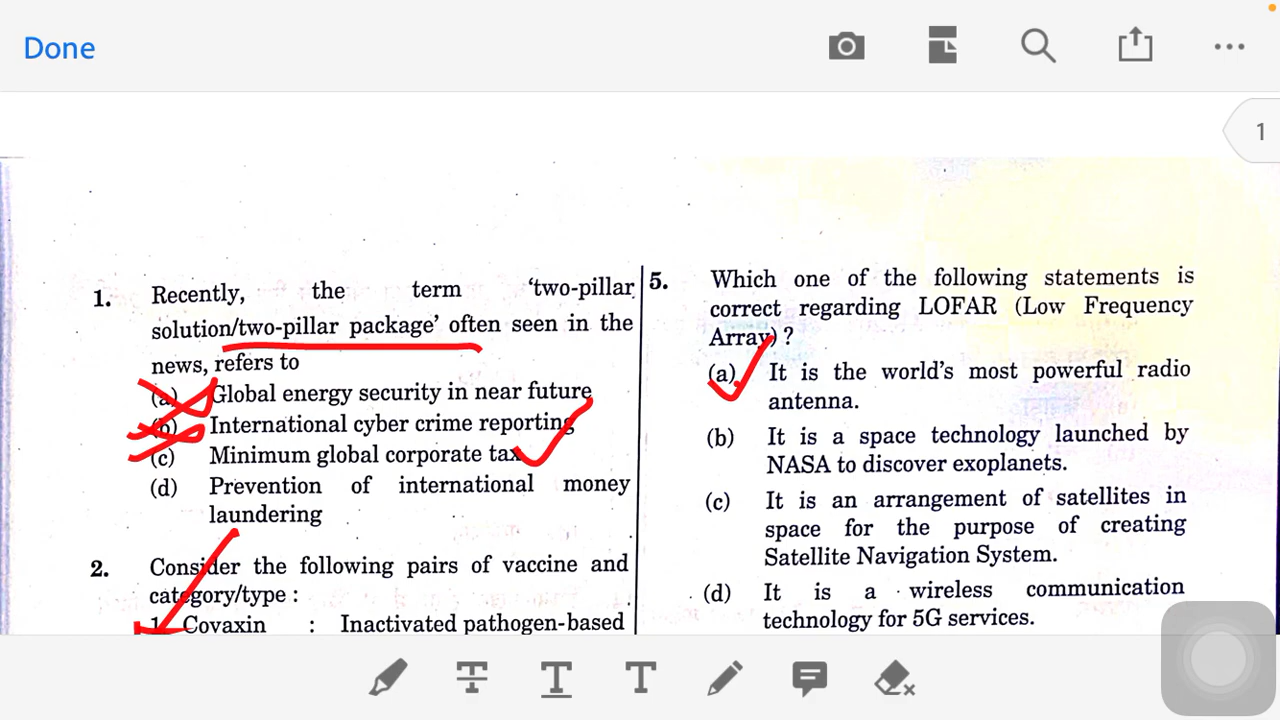 Done
1
1. Recently, the term 'two-pillar
solution/two-pillar package' often seen in the
news, refers to
(a) Global energy security in near future
(b) International cyber crime reporting
(c) Minimum global corporate tax
(d) Prevention of international money
laundering
2. Consider the following pairs of vaccine and
category/type :
1. Covaxin : Inactivated pathogen-based
5. Which one of the following statements is
correct regarding LOFAR (Low Frequency
Array) ?
(a) It is the world's most powerful radio
antenna.
(b) It is a space technology launched by
NASA to discover exoplanets.
(c) It is an arrangement of satellites in
space for the purpose of creating
Satellite Navigation System.
(d) It is a wireless communication
technology for 5G services.
T
T
T